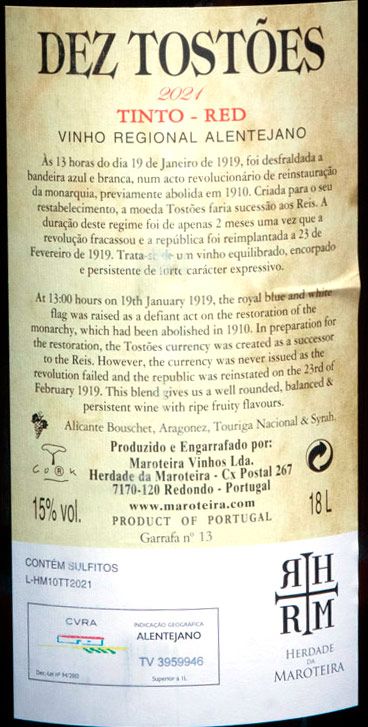 DEZ TOSTÕES
2021
TINTO - RED
VINHO REGIONAL ALENTEJANO
Às 13 horas do dia 19 de Janeiro de 1919, foi desfraldada a
bandeira azul e branca, num acto revolucionário de reinstauração
da monarquia, previamente abolida em 1910. Criada para o seu
restabelecimento, a moeda Tostões faria sucessão aos Reis. A
duração deste regime foi de apenas 2 meses uma vez que a
revolução fracassou e a república foi reimplantada a 23 de
Fevereiro de 1919. Trata-se de um vinho equilibrado, encorpado
e persistente de forte carácter expressivo.
At 13:00 hours on 19th January 1919, the royal blue and white
flag was raised as a defiant act on the restoration of the
monarchy, which had been abolished in 1910. In preparation for
the restoration, the Tostões currency was created as a successor
to the Reis. However, the currency was never issued as the
revolution failed and the republic was reinstated on the 23rd of
February 1919. This blend gives us a well rounded, balanced &
persistent wine with ripe fruity flavours.
Alicante Bouschet, Aragonez, Touriga Nacional & Syrah.
Produzido e Engarrafado por:
Maroteira Vinhos Lda.
Herdade da Maroteira - Cx Postal 267
7170-120 Redondo - Portugal
www.maroteira.com
CORK
15% vol.
18 L
PRODUCT OF PORTUGAL
Garrafa nº 13
CONTÉM SULFITOS
L-HM10TT2021
CVRA
INDICAÇÃO GEOGRÁFICA
ALENTEJANO
TV 3959946
Dec.-Lei nº 94/2003
Superior a 1L
RH
RM
HERDADE
DA
MAROTEIRA